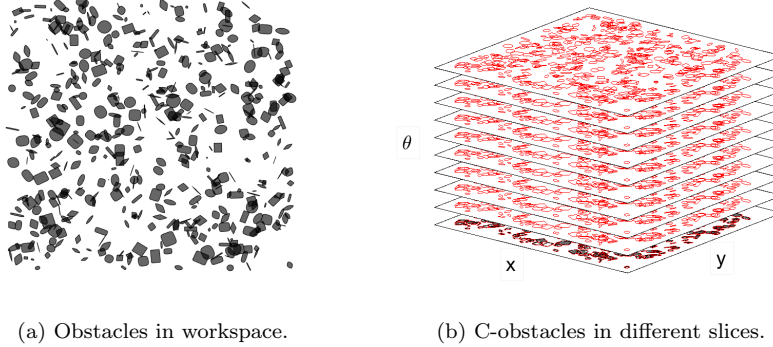 θ
x
y
(a) Obstacles in workspace.
(b) C-obstacles in different slices.